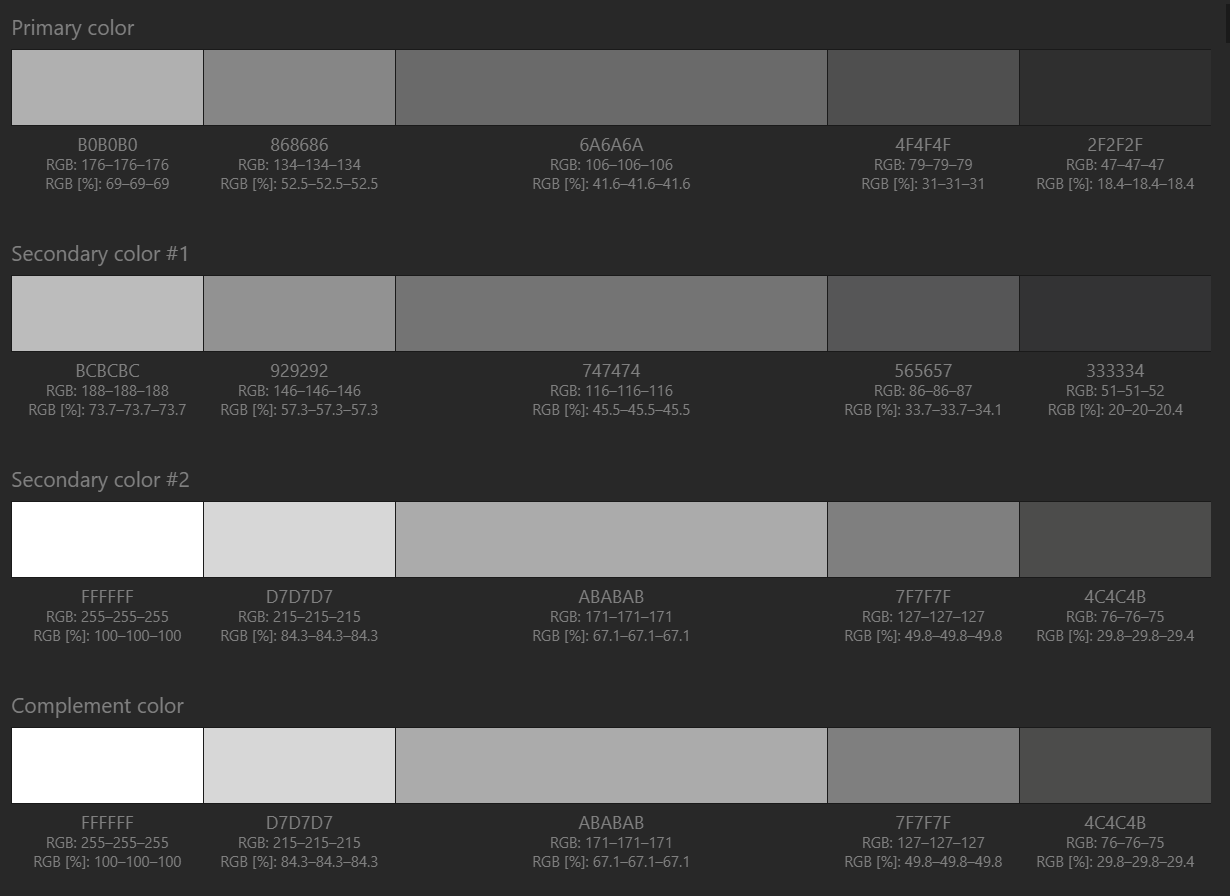 Primary color
B0B0B0 868686 6A6A6A 4F4F4F 2F2F2F
RGB: 176–176–176 RGB: 134–134–134 RGB: 106–106–106 RGB: 79–79–79 RGB: 47–47–47
RGB [%]: 69–69–69 RGB [%]: 52.5–52.5–52.5 RGB [%]: 41.6–41.6–41.6 RGB [%]: 31–31–31 RGB [%]: 18.4–18.4–18.4
Secondary color #1
BCBCBC 929292 747474 565657 333334
RGB: 188–188–188 RGB: 146–146–146 RGB: 116–116–116 RGB: 86–86–87 RGB: 51–51–52
RGB [%]: 73.7–73.7–73.7 RGB [%]: 57.3–57.3–57.3 RGB [%]: 45.5–45.5–45.5 RGB [%]: 33.7–33.7–34.1 RGB [%]: 20–20–20.4
Secondary color #2
FFFFFF D7D7D7 ABABAB 7F7F7F 4C4C4B
RGB: 255–255–255 RGB: 215–215–215 RGB: 171–171–171 RGB: 127–127–127 RGB: 76–76–75
RGB [%]: 100–100–100 RGB [%]: 84.3–84.3–84.3 RGB [%]: 67.1–67.1–67.1 RGB [%]: 49.8–49.8–49.8 RGB [%]: 29.8–29.8–29.4
Complement color
FFFFFF D7D7D7 ABABAB 7F7F7F 4C4C4B
RGB: 255–255–255 RGB: 215–215–215 RGB: 171–171–171 RGB: 127–127–127 RGB: 76–76–75
RGB [%]: 100–100–100 RGB [%]: 84.3–84.3–84.3 RGB [%]: 67.1–67.1–67.1 RGB [%]: 49.8–49.8–49.8 RGB [%]: 29.8–29.8–29.4